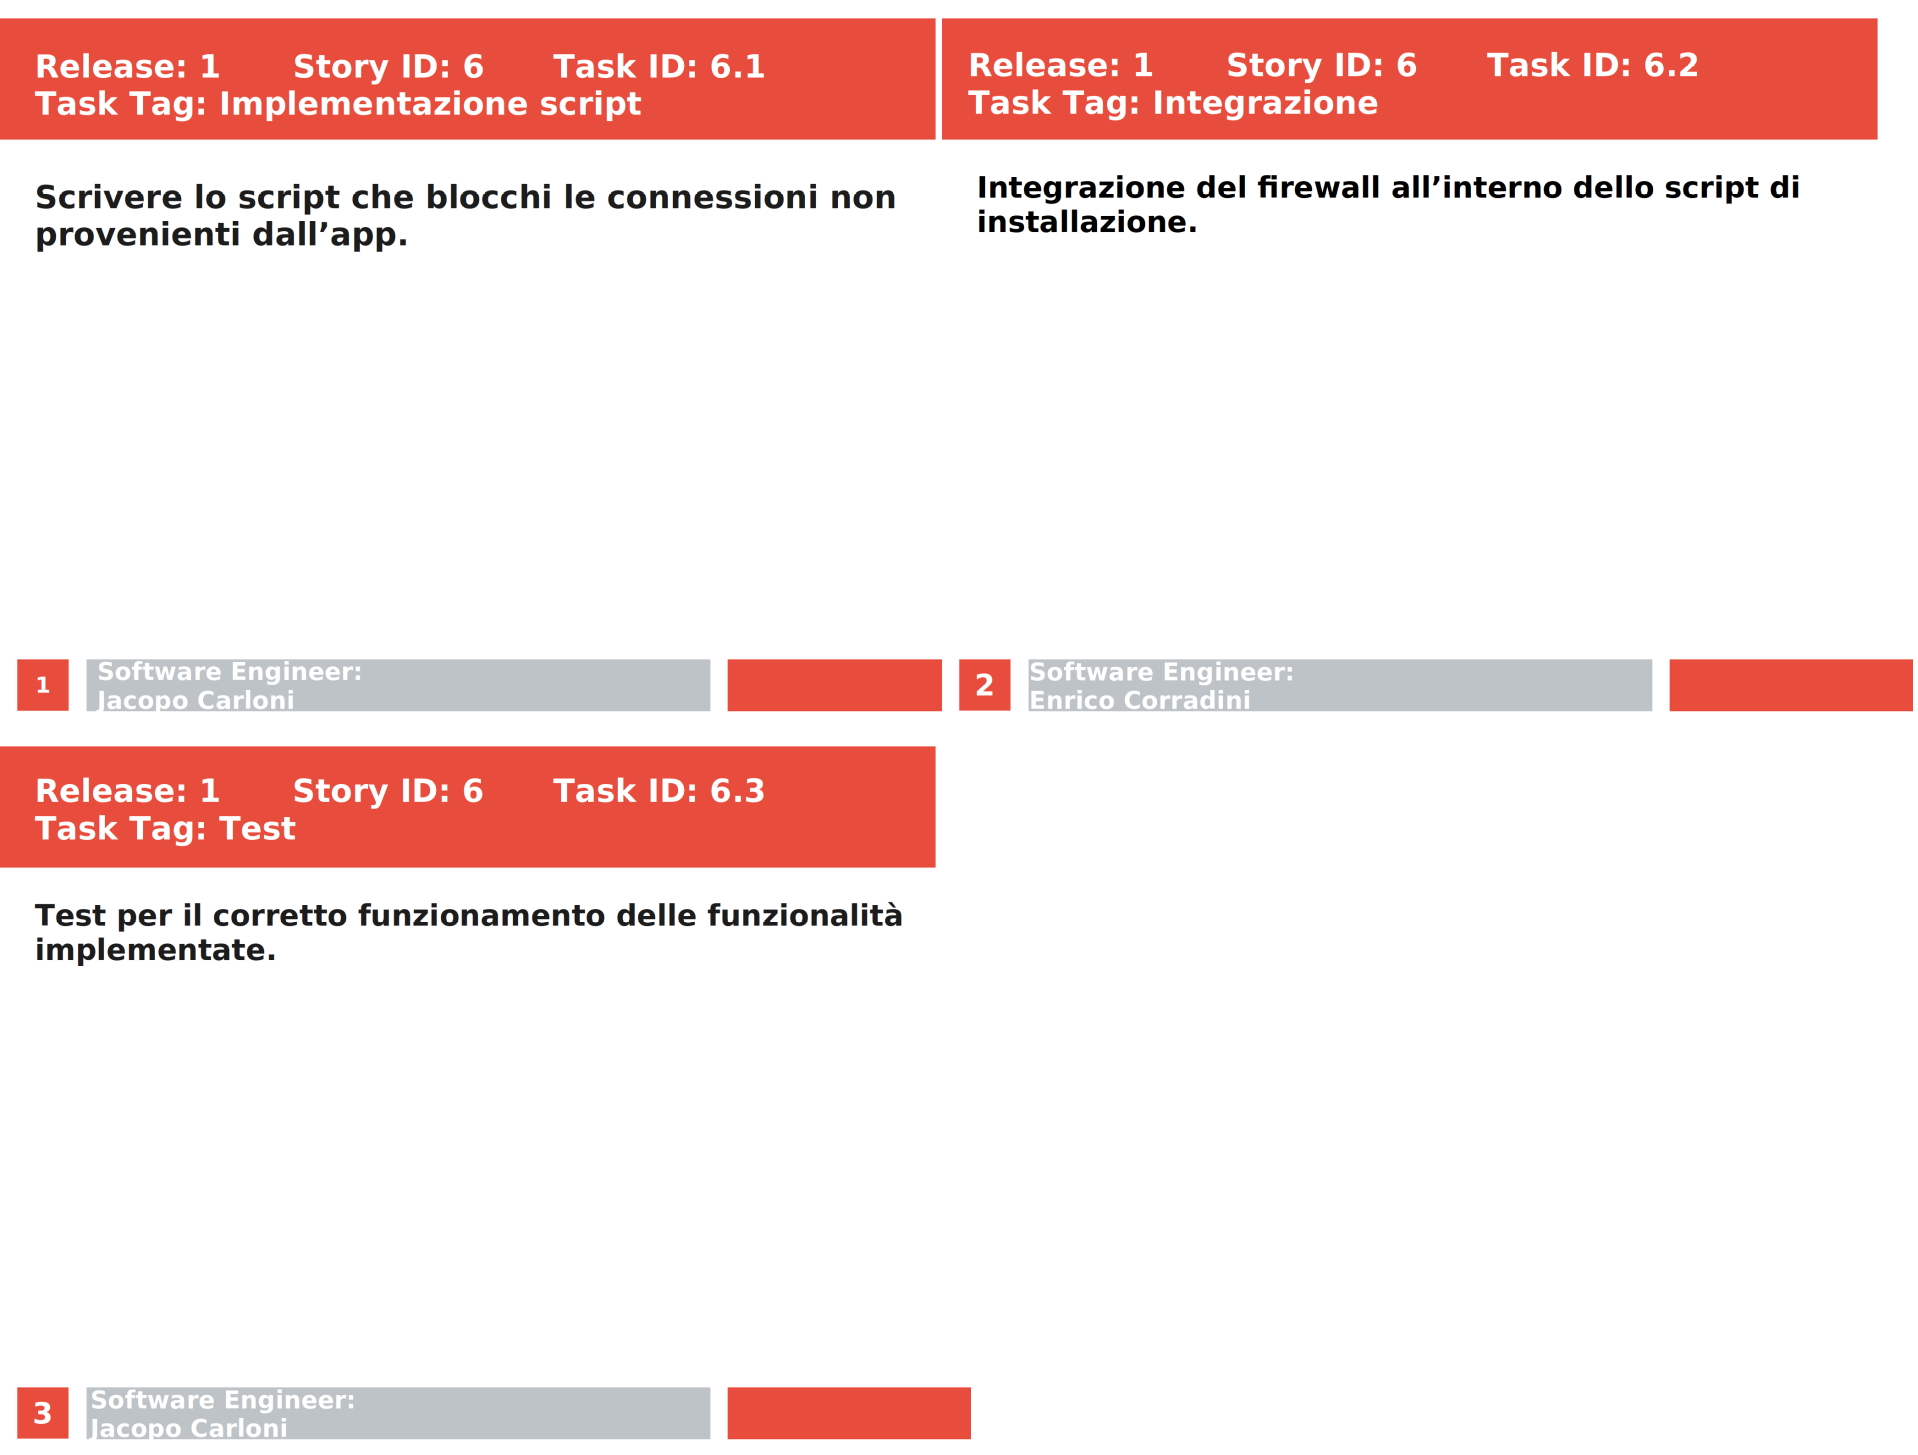 Release: 1 Story ID: 6 Task ID: 6.1
Task Tag: Implementazione script
Scrivere lo script che blocchi le connessioni non
provenienti dall’app.
1
Software Engineer:
Jacopo Carloni
Release: 1 Story ID: 6 Task ID: 6.2
Task Tag: Integrazione
Integrazione del firewall all’interno dello script di
installazione.
2
Software Engineer:
Enrico Corradini
Release: 1 Story ID: 6 Task ID: 6.3
Task Tag: Test
Test per il corretto funzionamento delle funzionalità
implementate.
3
Software Engineer:
Jacopo Carloni